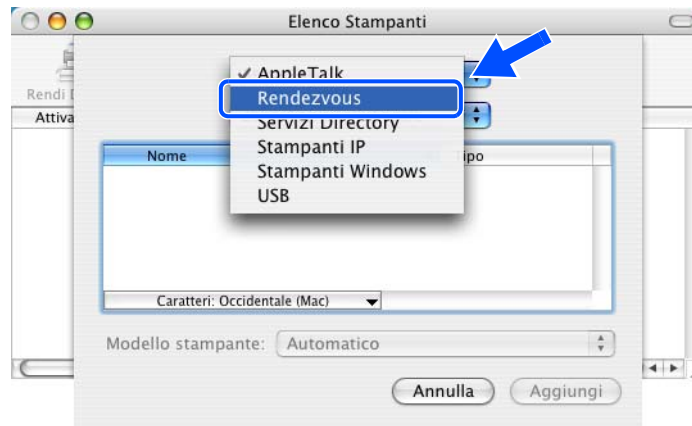 Elenco Stampanti
AppleTalk
Rendi
Rendezvous
Attiva
Servizi Directory
Nome
Stampanti IP
Tipo
Stampanti Windows
USB
Caratteri: Occidentale (Mac)
Modello stampante: Automatico
Annulla Aggiungi